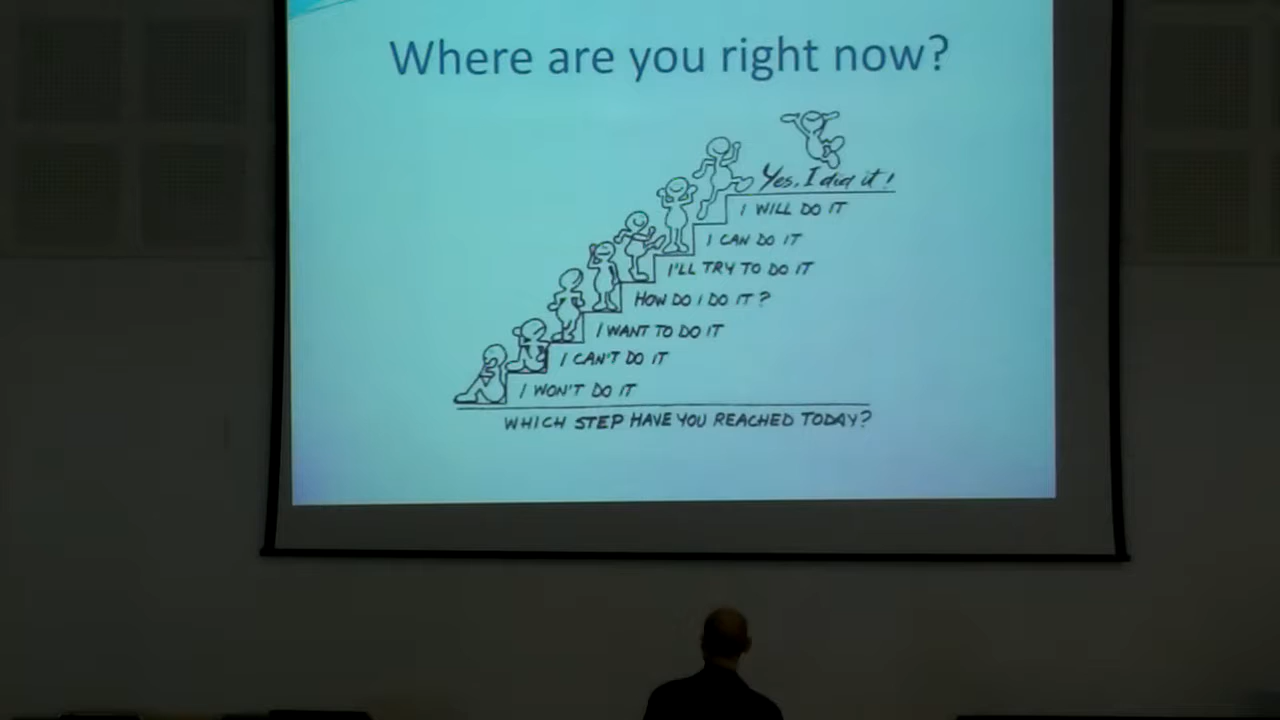 Where are you right now?
Yes, I did it!
I WILL DO IT
I CAN DO IT
I'LL TRY TO DO IT
HOW DO I DO IT?
I WANT TO DO IT
I CAN'T DO IT
I WON'T DO IT
WHICH STEP HAVE YOU REACHED TODAY?